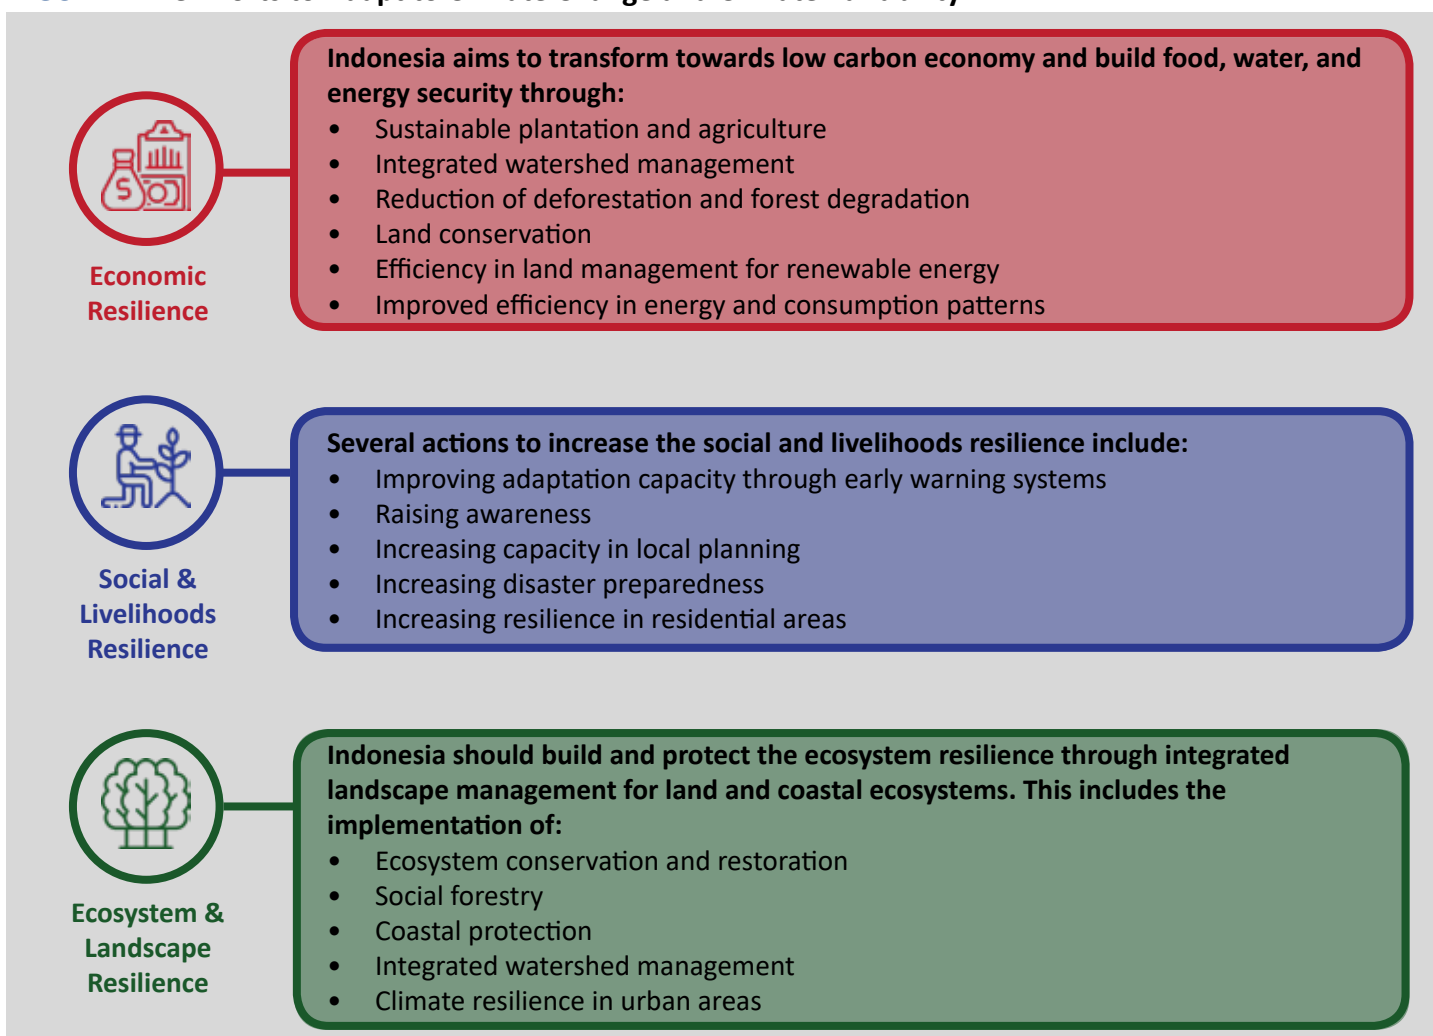 Indonesia aims to transform towards low carbon economy and build food, water, and
energy security through:
• Sustainable plantation and agriculture
• Integrated watershed management
• Reduction of deforestation and forest degradation
• Land conservation
• Efficiency in land management for renewable energy
• Improved efficiency in energy and consumption patterns
Economic
Resilience
Several actions to increase the social and livelihoods resilience include:
• Improving adaptation capacity through early warning systems
• Raising awareness
• Increasing capacity in local planning
• Increasing disaster preparedness
• Increasing resilience in residential areas
Social &
Livelihoods
Resilience
Indonesia should build and protect the ecosystem resilience through integrated
landscape management for land and coastal ecosystems. This includes the
implementation of:
• Ecosystem conservation and restoration
• Social forestry
• Coastal protection
• Integrated watershed management
• Climate resilience in urban areas
Ecosystem &
Landscape
Resilience